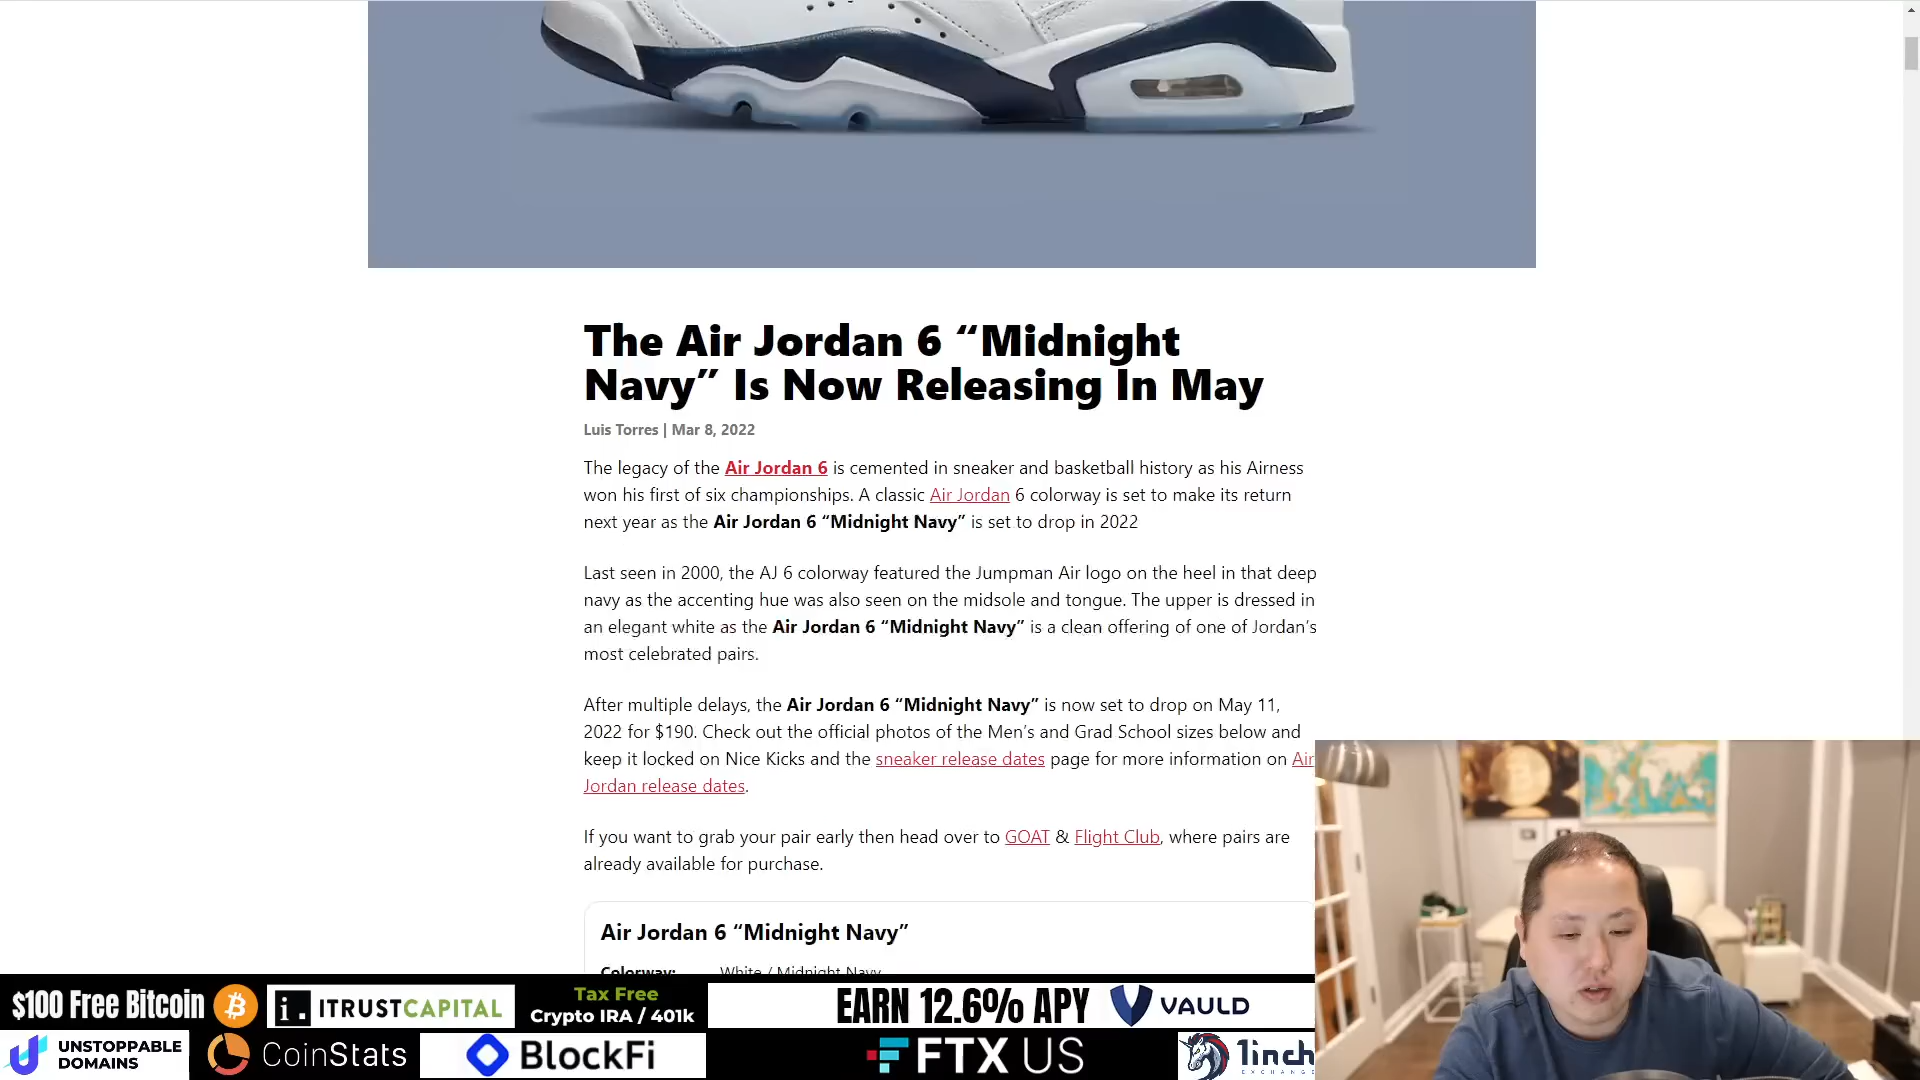 The Air Jordan 6 “Midnight
Navy” Is Now Releasing In May
Luis Torres | Mar 8, 2022
The legacy of the Air Jordan 6 is cemented in sneaker and basketball history as his Airness
won his first of six championships. A classic Air Jordan 6 colorway is set to make its return
next year as the Air Jordan 6 “Midnight Navy” is set to drop in 2022
Last seen in 2000, the AJ 6 colorway featured the Jumpman Air logo on the heel in that deep
navy as the accenting hue was also seen on the midsole and tongue. The upper is dressed in
an elegant white as the Air Jordan 6 “Midnight Navy” is a clean offering of one of Jordan’s
most celebrated pairs.
After multiple delays, the Air Jordan 6 “Midnight Navy” is now set to drop on May 11,
2022 for $190. Check out the official photos of the Men’s and Grad School sizes below and
keep it locked on Nice Kicks and the sneaker release dates page for more information on Air
Jordan release dates.
If you want to grab your pair early then head over to GOAT & Flight Club, where pairs are
already available for purchase.
Air Jordan 6 “Midnight Navy”
Colorway: White / Midnight Navy
$100 Free Bitcoin
i. ITRUSTCAPITAL
Tax Free
Crypto IRA / 401k
EARN 12.6% APY
VAULD
UNSTOPPABLE
DOMAINS
CoinStats
BlockFi
FTX US
1inch
EXCHANGE